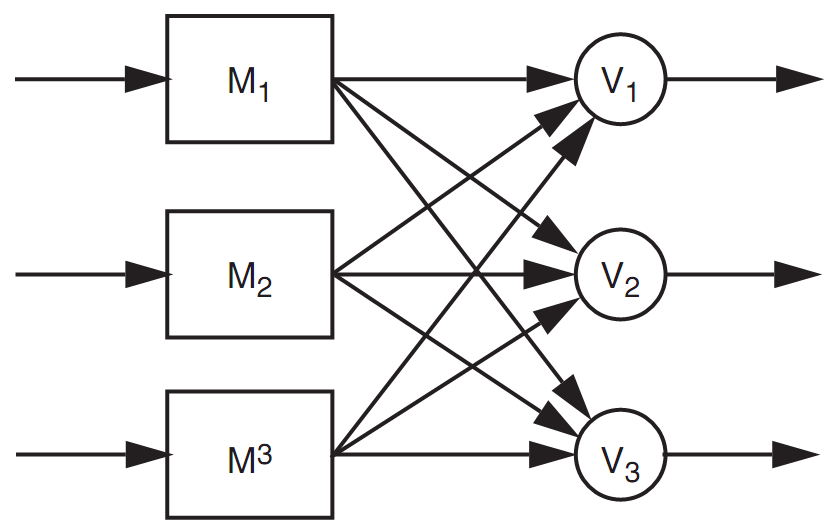 M₁ V₁
M₂ V₂
M³ V₃